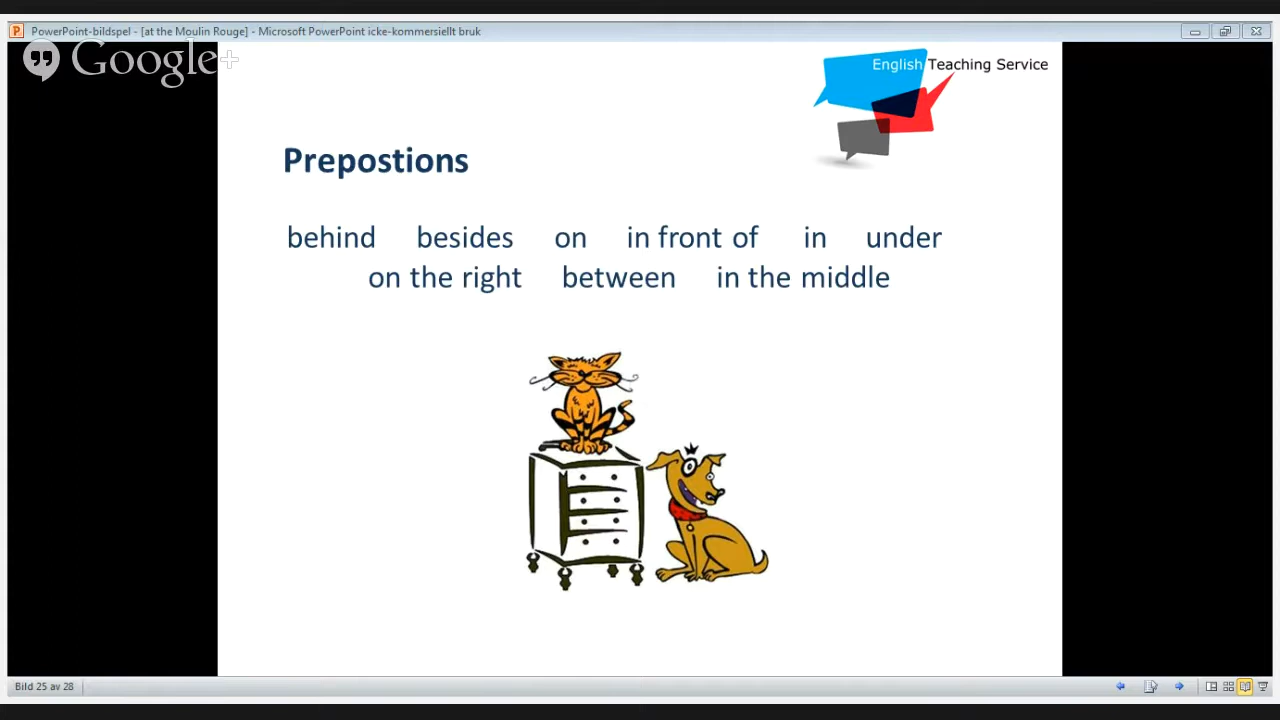 PowerPoint-bildspel - [at the Moulin Rouge] - Microsoft PowerPoint icke-kommersiellt bruk
Google+
English Teaching Service
Prepostions
behind besides on in front of in under
on the right between in the middle
Bild 25 av 28